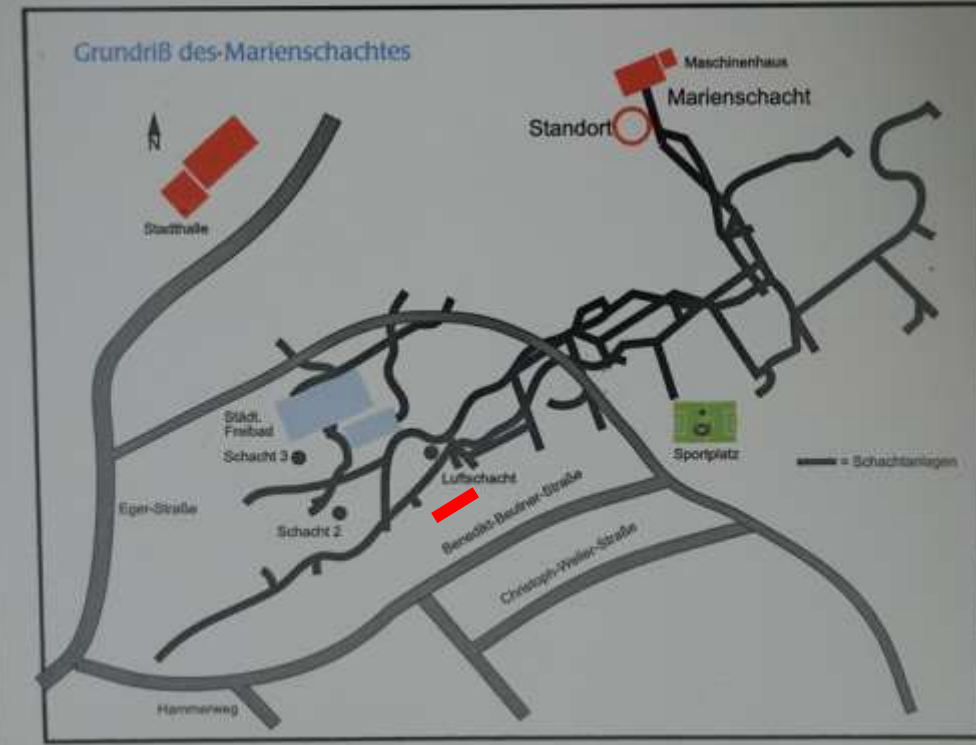 Grundriß des Marienschachtes
Maschinenhaus
Marienschacht
Standort
N
Stadthalle
Städt.
Freibad
Schacht 3
Luftschacht
Sportplatz
= Schachtanlagen
Eger-Straße
Schacht 2
Benedikt-Beutner-Straße
Christoph-Weller-Straße
Hammerweg